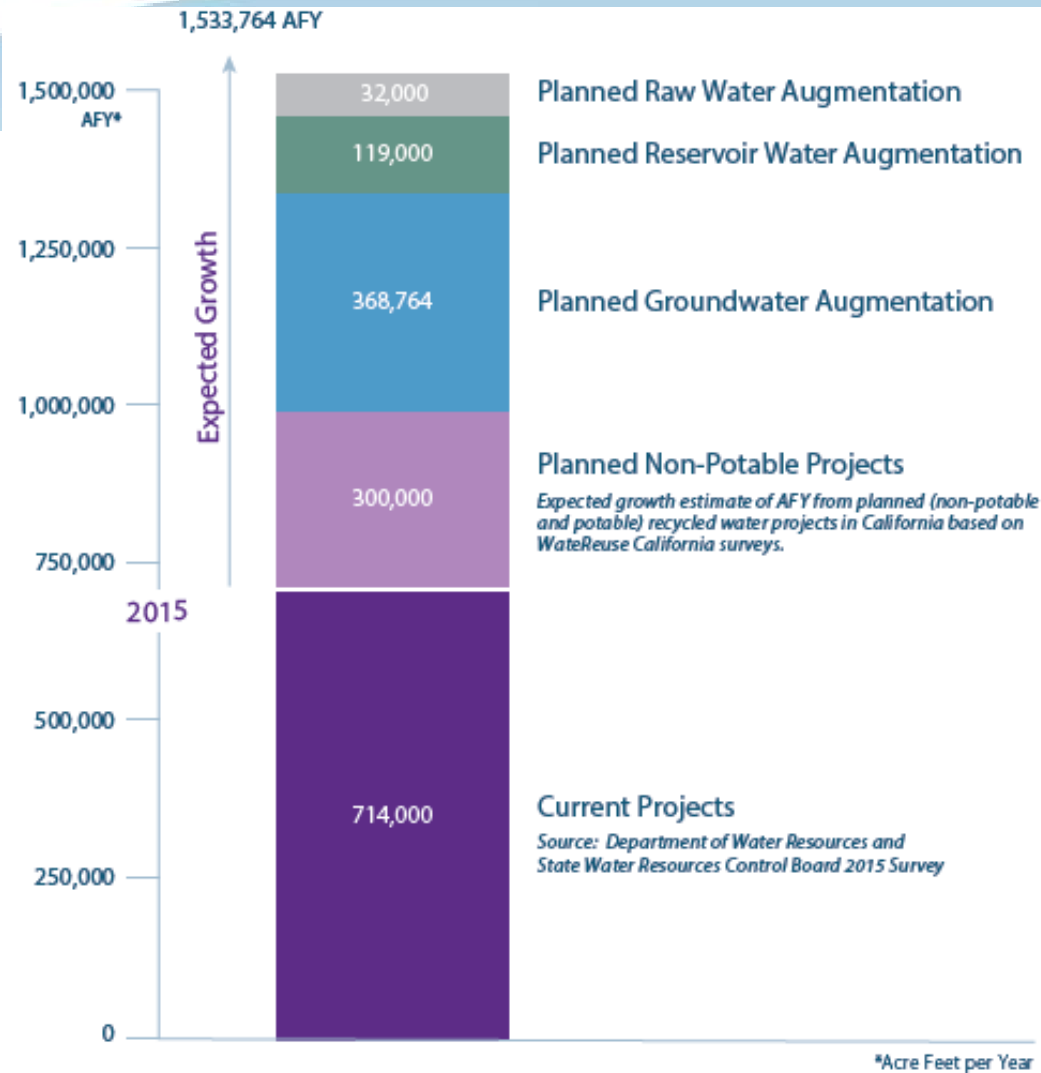 1,533,764 AFY
1,500,000
AFY*
32,000
Planned Raw Water Augmentation
119,000
Planned Reservoir Water Augmentation
1,250,000
Expected Growth
368,764
Planned Groundwater Augmentation
1,000,000
300,000
Planned Non-Potable Projects
Expected growth estimate of AFY from planned (non-potable
and potable) recycled water projects in California based on
WateReuse California surveys.
750,000
2015
500,000
714,000
Current Projects
Source: Department of Water Resources and
State Water Resources Control Board 2015 Survey
250,000
0
*Acre Feet per Year